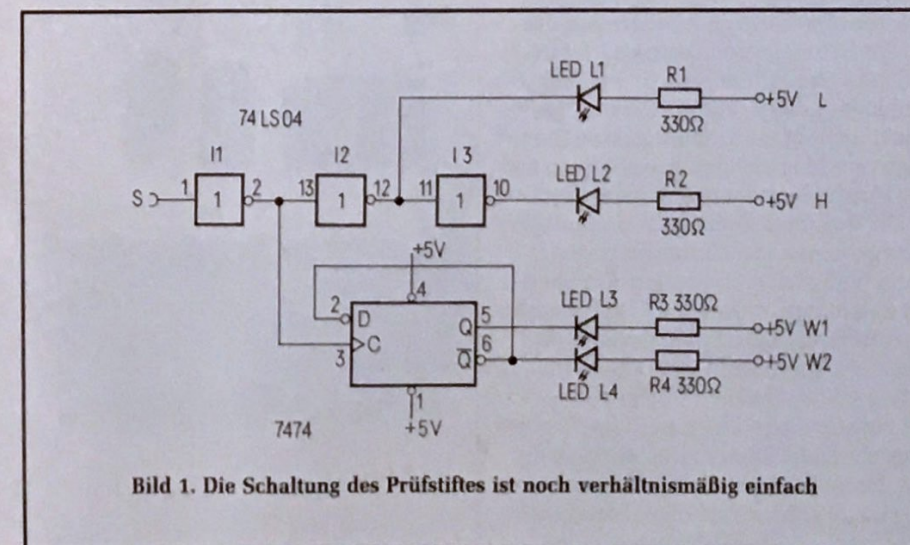 LED L1 R1
+5V L
330Ω
74 LS 04
I1 I2 I3
LED L2 R2
S 1 1 2 13 1 12 11 1 10 +5V H
330Ω
+5V
4
2 D
LED L3 R3 330Ω
Q 5 +5V W1
3 C
Q̅ 6 +5V W2
LED L4 R4 330Ω
1
7474 +5V
Bild 1. Die Schaltung des Prüfstiftes ist noch verhältnismäßig einfach